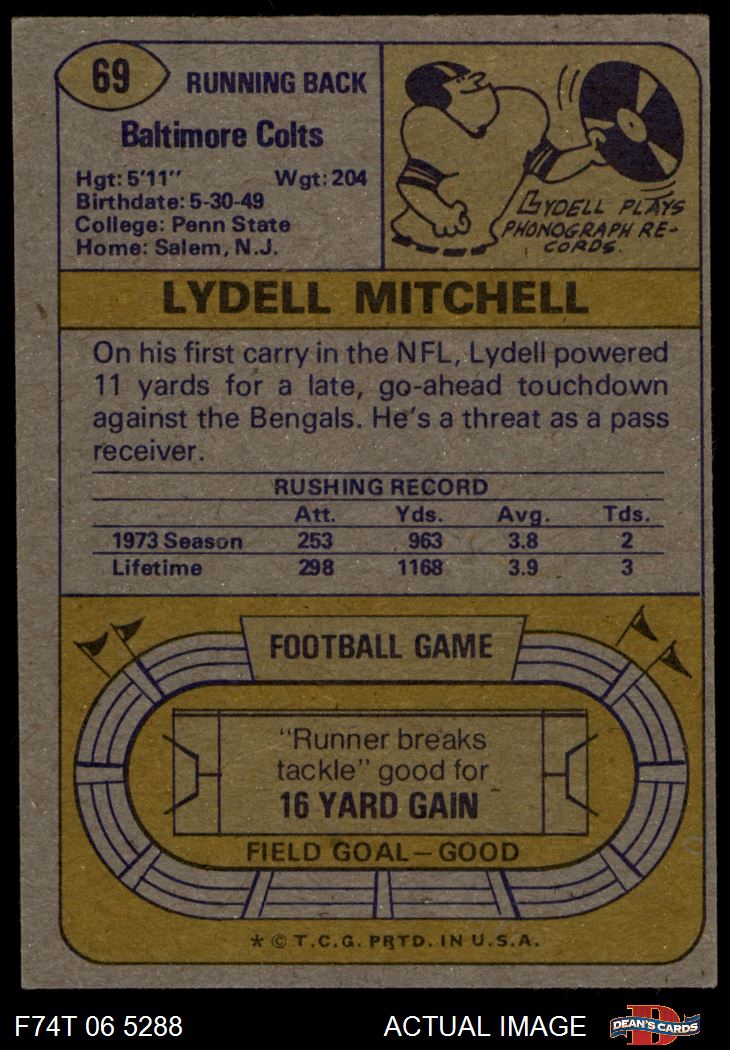 69
RUNNING BACK
Baltimore Colts
Hgt: 5'11" Wgt: 204
Birthdate: 5-30-49
College: Penn State
Home: Salem, N.J.
LYDELL PLAYS
PHONOGRAPH RE-
CORDS.
LYDELL MITCHELL
On his first carry in the NFL, Lydell powered
11 yards for a late, go-ahead touchdown
against the Bengals. He's a threat as a pass
receiver.
RUSHING RECORD
Att. Yds. Avg. Tds.
1973 Season 253 963 3.8 2
Lifetime 298 1168 3.9 3
FOOTBALL GAME
"Runner breaks
tackle" good for
16 YARD GAIN
FIELD GOAL—GOOD
* © T.C.G. PRTD. IN U.S.A.
F74T 06 5288 ACTUAL IMAGE
D
DEAN'S CARDS